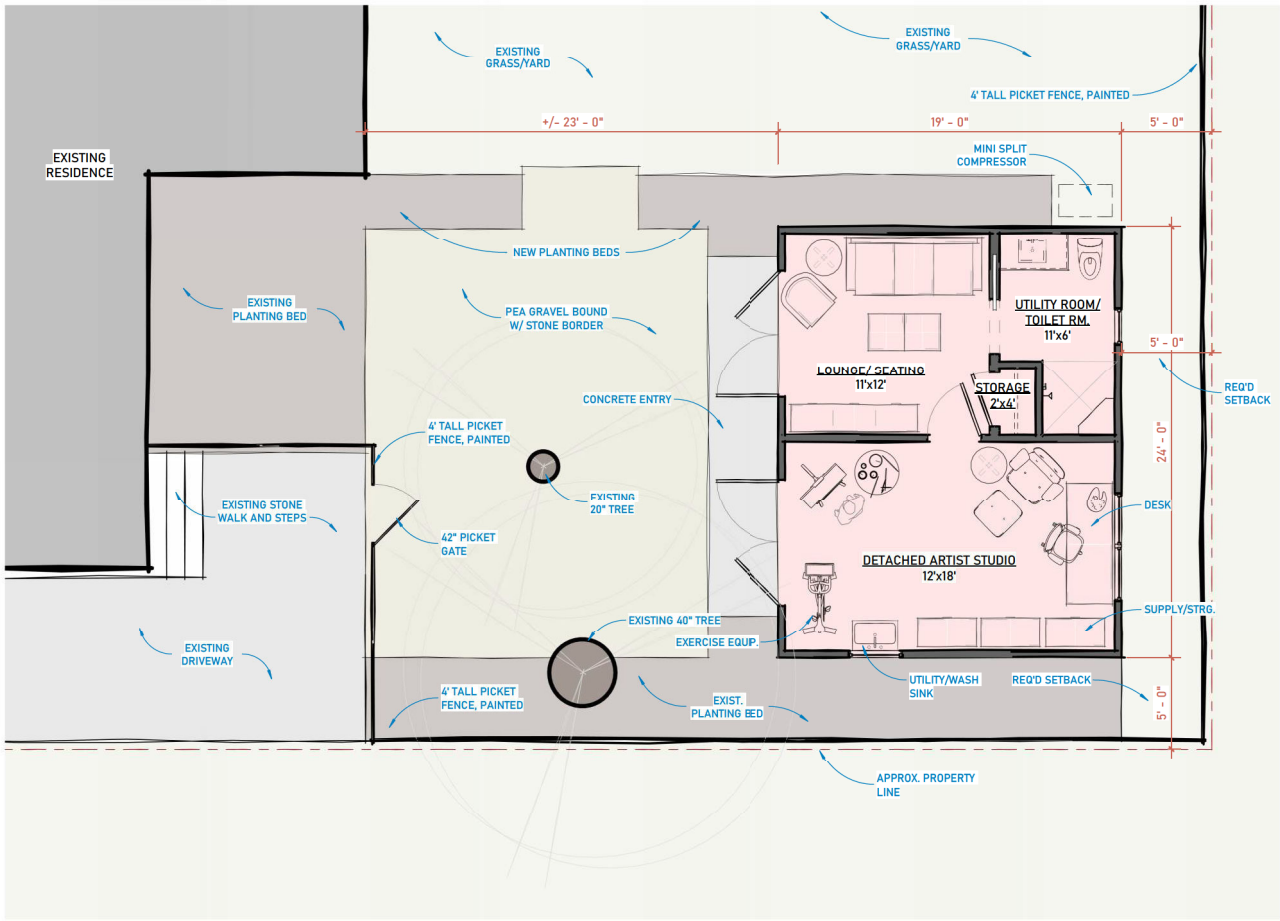 EXISTING
GRASS/YARD
EXISTING
GRASS/YARD
4' TALL PICKET FENCE, PAINTED
+/- 23' - 0"
19' - 0"
5' - 0"
EXISTING
RESIDENCE
MINI SPLIT
COMPRESSOR
NEW PLANTING BEDS
EXISTING
PLANTING BED
PEA GRAVEL BOUND
W/ STONE BORDER
UTILITY ROOM/
TOILET RM.
11'x6'
5' - 0"
LOUNGE/ SEATING
11'x12'
STORAGE
2'x4'
REQ'D
SETBACK
CONCRETE ENTRY
4' TALL PICKET
FENCE, PAINTED
24' - 0"
EXISTING STONE
WALK AND STEPS
EXISTING
20" TREE
DESK
42" PICKET
GATE
DETACHED ARTIST STUDIO
12'x18'
SUPPLY/STRG.
EXISTING 40" TREE
EXERCISE EQUIP.
EXISTING
DRIVEWAY
UTILITY/WASH
SINK
REQ'D SETBACK
4' TALL PICKET
FENCE, PAINTED
EXIST.
PLANTING BED
5' - 0"
APPROX. PROPERTY
LINE